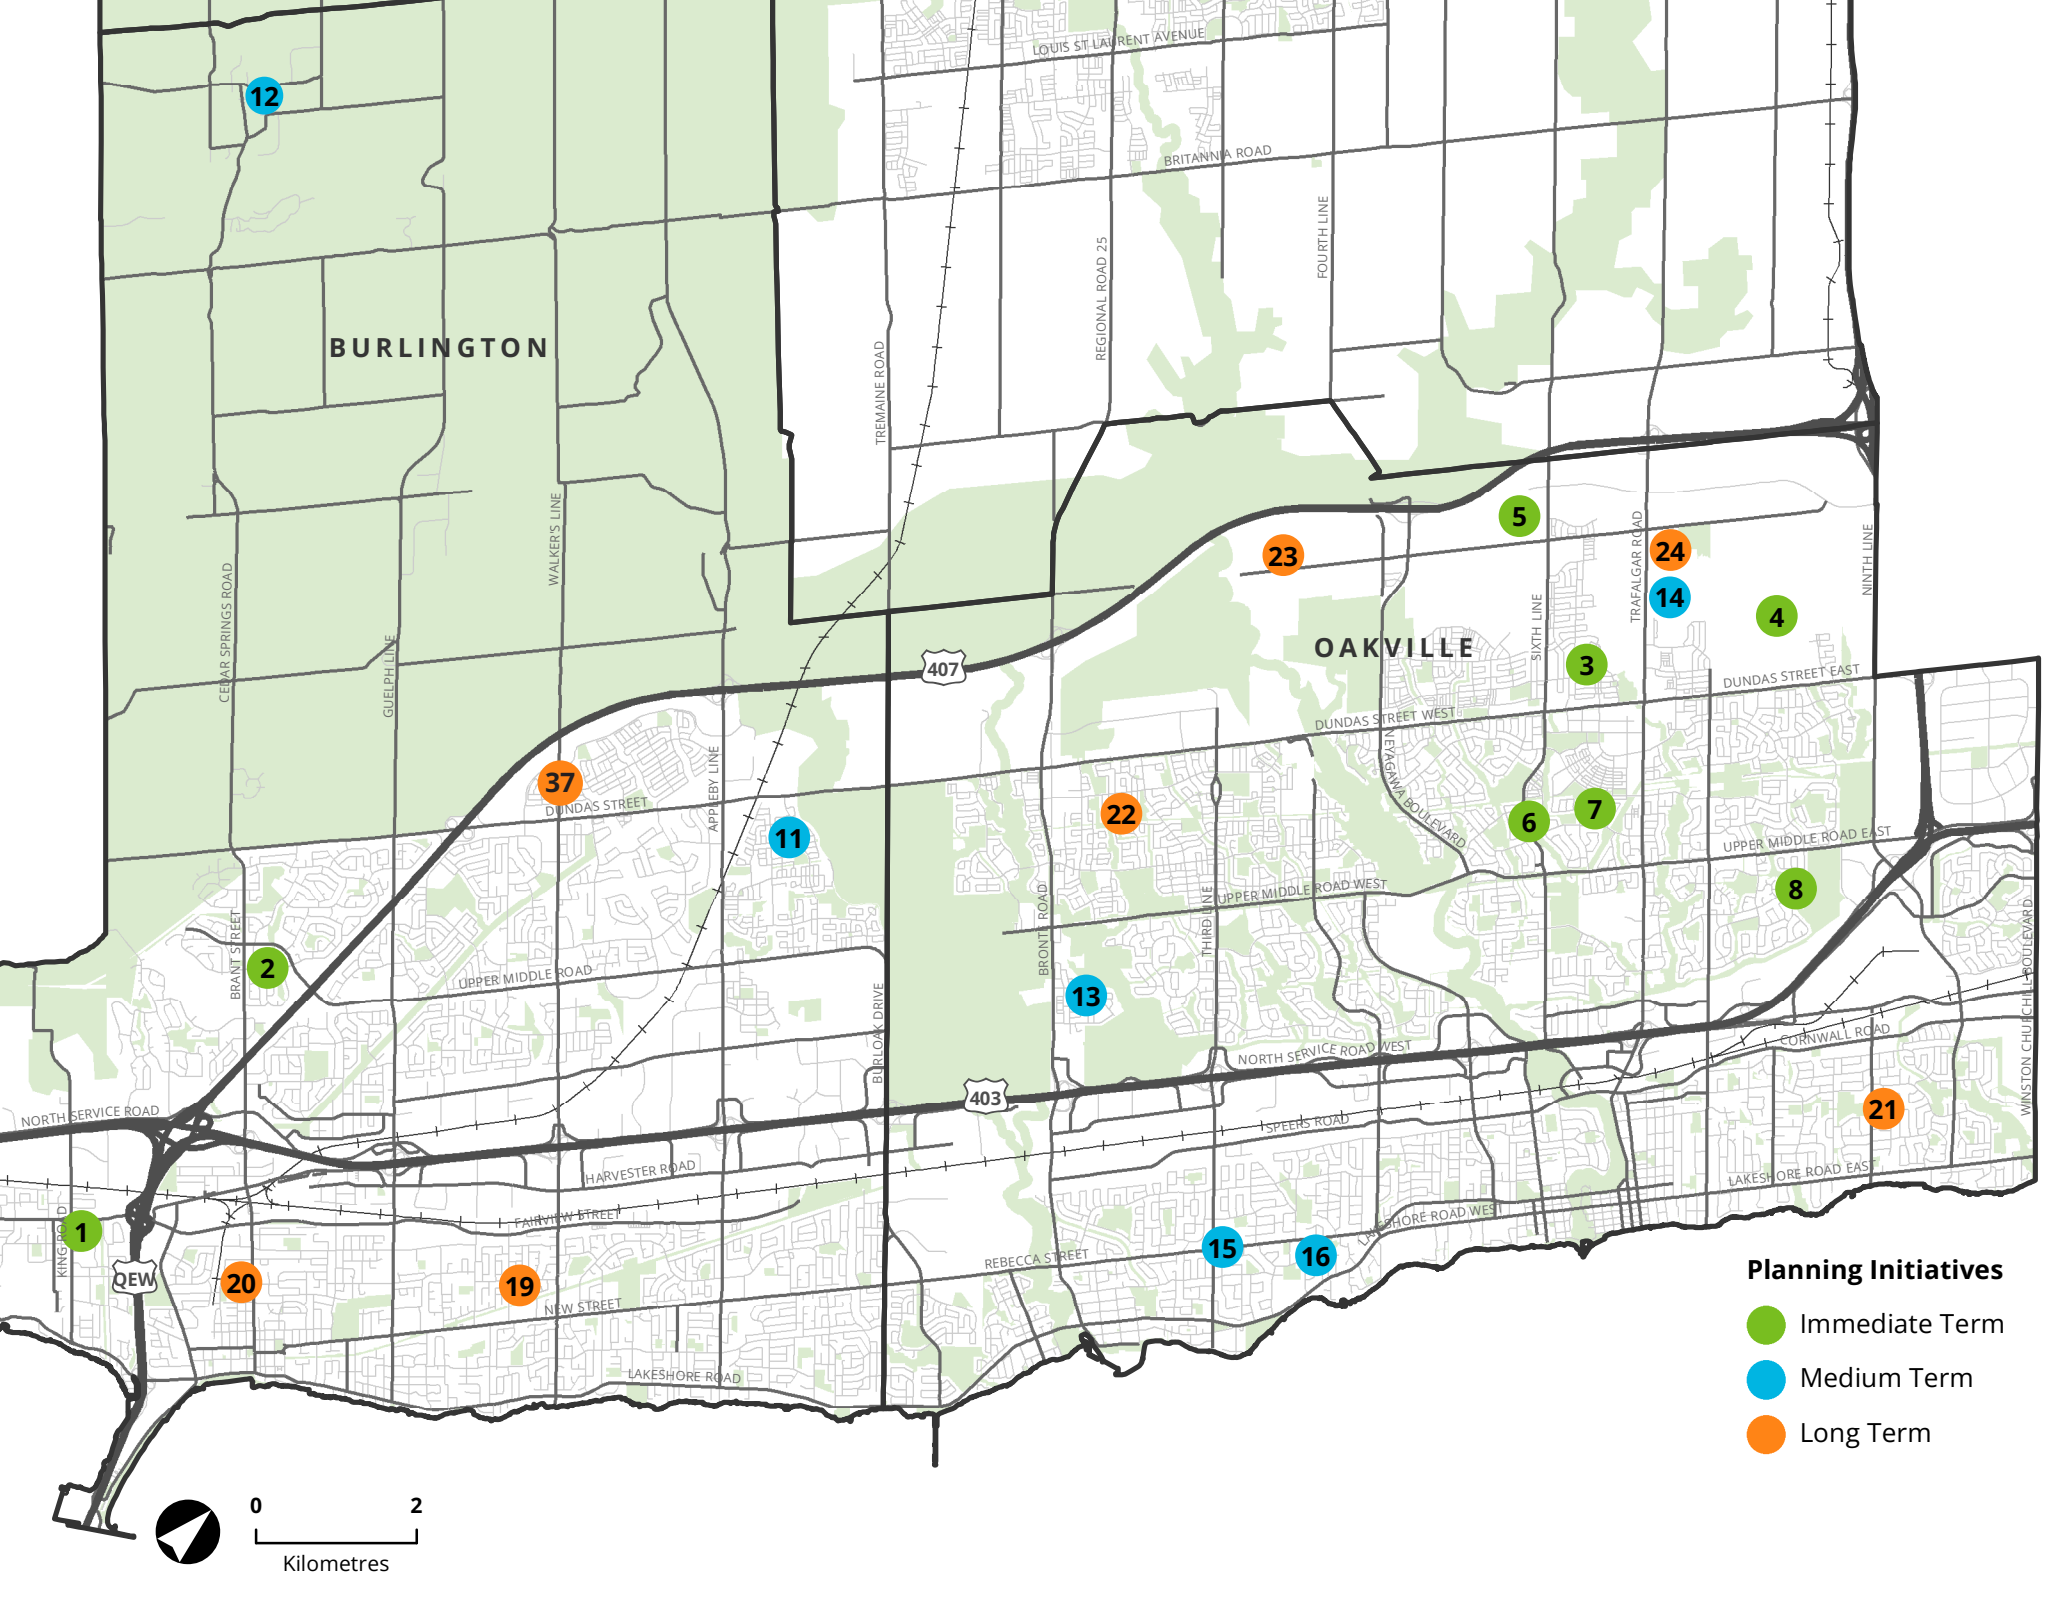 LOUIS ST LAURENT AVENUE
12
BRITANNIA ROAD
FOURTH LINE
REGIONAL ROAD 25
BURLINGTON
TREMAINE ROAD
WALKER'S LINE
5
23
24
TRAFALGAR ROAD
NINTH LINE
14
4
CEDAR SPRINGS ROAD
GUELPH LINE
SIXTH LINE
OAKVILLE
3
407
DUNDAS STREET EAST
DUNDAS STREET WEST
NEYAGAWA BOULEVARD
37
DUNDAS STREET
APPLEBY LINE
11
22
6
7
UPPER MIDDLE ROAD EAST
8
UPPER MIDDLE ROAD WEST
BRANT STREET
2
UPPER MIDDLE ROAD
BRONTE ROAD
THIRD LINE
13
BURLOAK DRIVE
WINSTON CHURCHILL BOULEVARD
CORNWALL ROAD
NORTH SERVICE ROAD WEST
403
NORTH SERVICE ROAD
SPEERS ROAD
21
HARVESTER ROAD
LAKESHORE ROAD EAST
FAIRVIEW STREET
LAKESHORE ROAD WEST
KING ROAD
1
QEW
20
19
NEW STREET
REBECCA STREET
15
16
LAKESHORE ROAD
Planning Initiatives
Immediate Term
Medium Term
Long Term
0 2
Kilometres